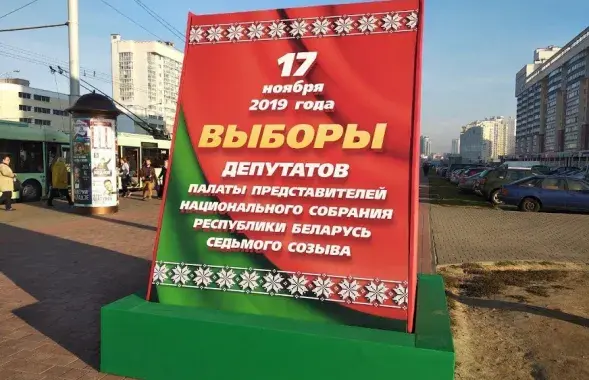 17
ноября
2019 года
ВЫБОРЫ
ДЕПУТАТОВ
ПАЛАТЫ ПРЕДСТАВИТЕЛЕЙ
НАЦИОНАЛЬНОГО СОБРАНИЯ
РЕСПУБЛИКИ БЕЛАРУСЬ
СЕДЬМОГО СОЗЫВА